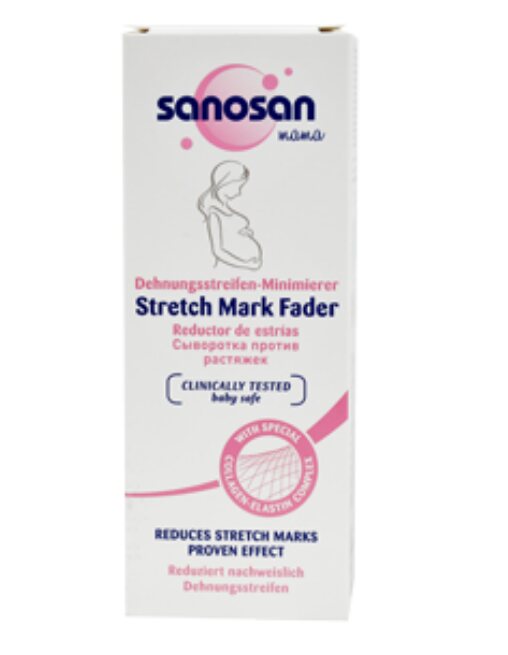 sanosan
mama
Dehnungsstreifen-Minimierer
Stretch Mark Fader
Reductor de estrías
Сыворотка против
растяжек
CLINICALLY TESTED
baby safe
WITH SPECIAL
COLLAGEN-ELASTIN COMPLEX
REDUCES STRETCH MARKS
PROVEN EFFECT
Reduziert nachweislich
Dehnungsstreifen